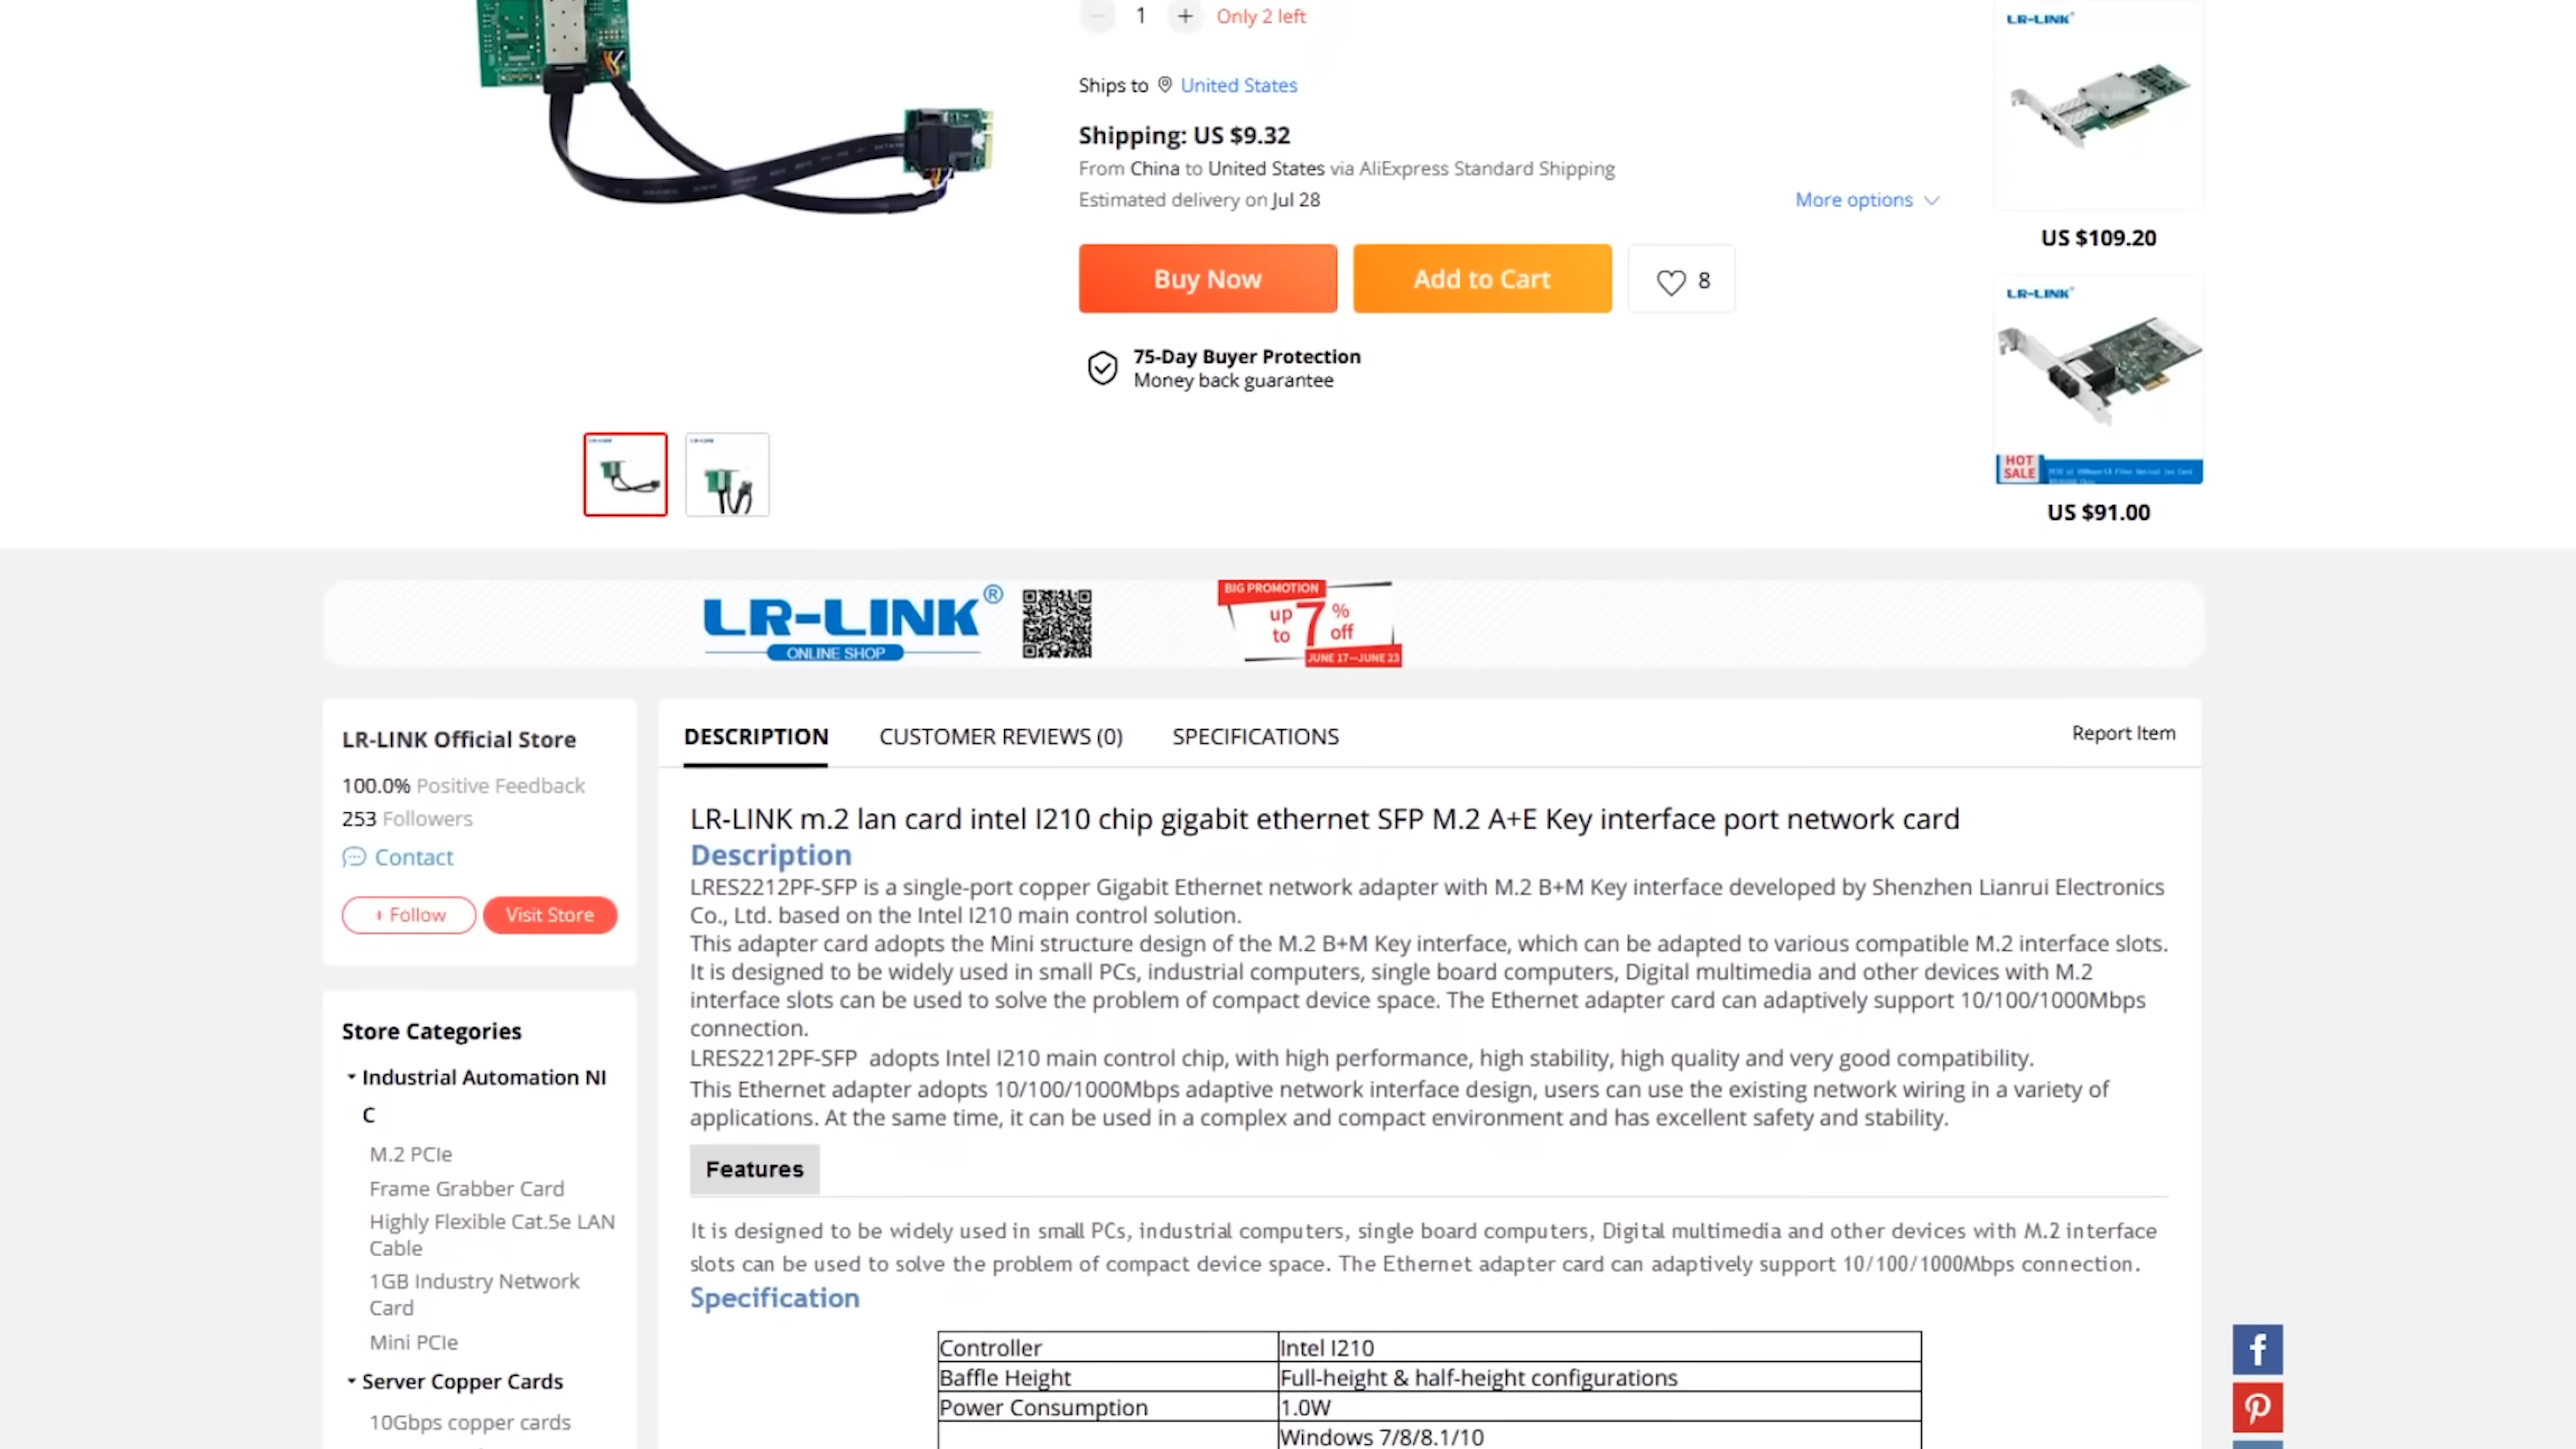 1
+
Only 2 left
Ships to United States
Shipping: US $9.32
From China to United States via AliExpress Standard Shipping
Estimated delivery on Jul 28
More options
Buy Now
Add to Cart
8
75-Day Buyer Protection
Money back guarantee
LR-LINK
US $109.20
LR-LINK
HOT
SALE
US $91.00
LR-LINK®
ONLINE SHOP
BIG PROMOTION
up to 7% off
JUNE 17—JUNE 23
LR-LINK Official Store
100.0% Positive Feedback
253 Followers
Contact
+ Follow
Visit Store
Store Categories
Industrial Automation NI
C
M.2 PCIe
Frame Grabber Card
Highly Flexible Cat.5e LAN
Cable
1GB Industry Network
Card
Mini PCIe
Server Copper Cards
10Gbps copper cards
DESCRIPTION
CUSTOMER REVIEWS (0)
SPECIFICATIONS
Report Item
LR-LINK m.2 lan card intel I210 chip gigabit ethernet SFP M.2 A+E Key interface port network card
Description
LRES2212PF-SFP is a single-port copper Gigabit Ethernet network adapter with M.2 B+M Key interface developed by Shenzhen Lianrui Electronics
Co., Ltd. based on the Intel I210 main control solution.
This adapter card adopts the Mini structure design of the M.2 B+M Key interface, which can be adapted to various compatible M.2 interface slots.
It is designed to be widely used in small PCs, industrial computers, single board computers, Digital multimedia and other devices with M.2
interface slots can be used to solve the problem of compact device space. The Ethernet adapter card can adaptively support 10/100/1000Mbps
connection.
LRES2212PF-SFP adopts Intel I210 main control chip, with high performance, high stability, high quality and very good compatibility.
This Ethernet adapter adopts 10/100/1000Mbps adaptive network interface design, users can use the existing network wiring in a variety of
applications. At the same time, it can be used in a complex and compact environment and has excellent safety and stability.
Features
It is designed to be widely used in small PCs, industrial computers, single board computers, Digital multimedia and other devices with M.2 interface
slots can be used to solve the problem of compact device space. The Ethernet adapter card can adaptively support 10/100/1000Mbps connection.
Specification
Controller Intel I210
Baffle Height Full-height & half-height configurations
Power Consumption 1.0W
Windows 7/8/8.1/10